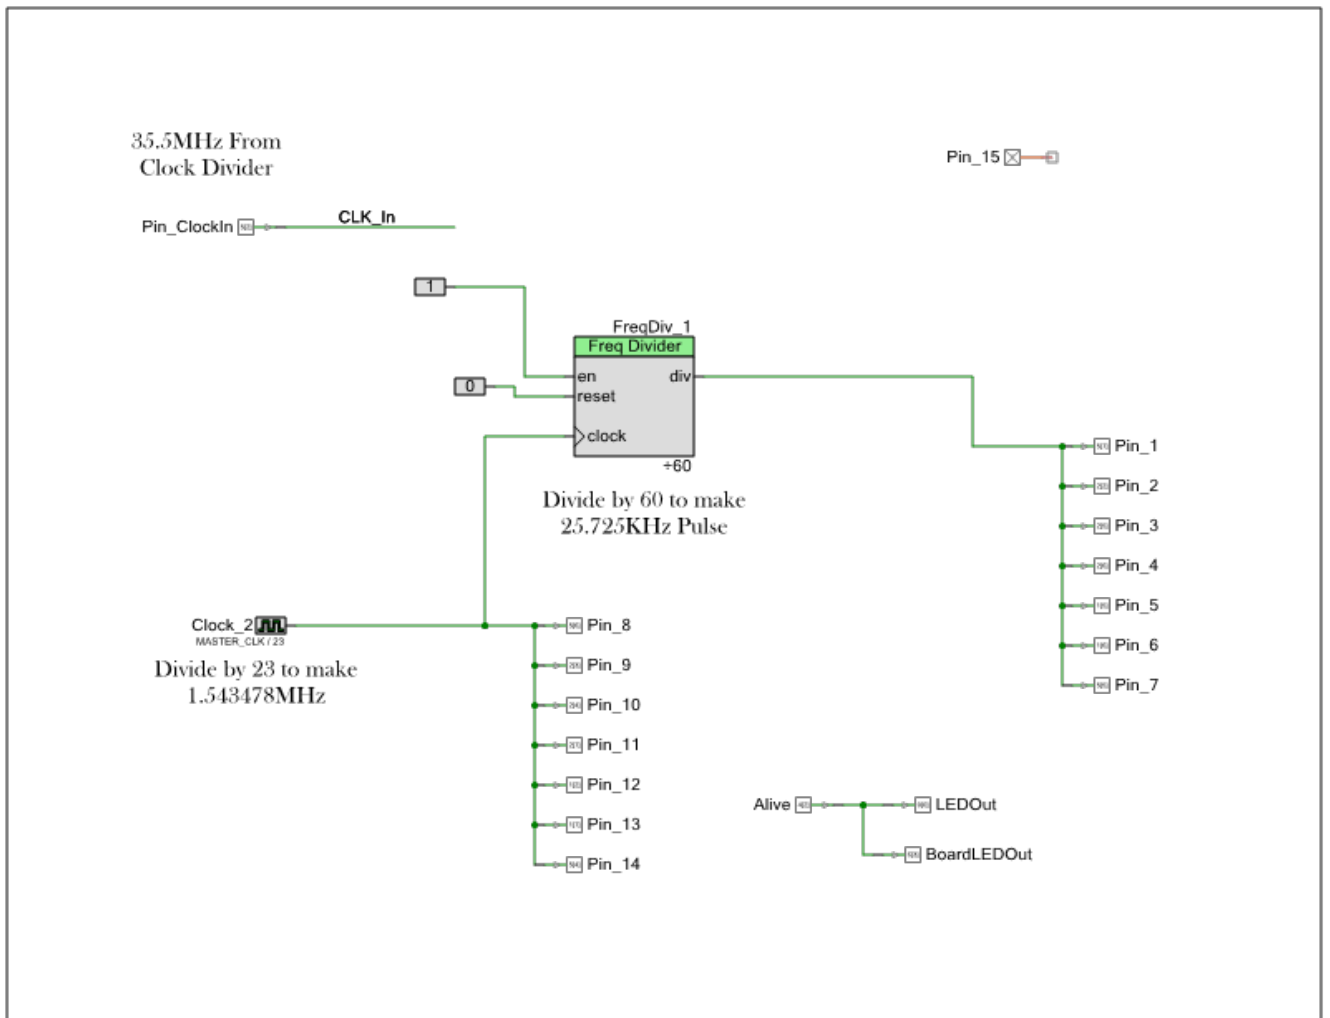 35.5MHz From
Clock Divider
Pin_15
Pin_ClockIn
CLK_In
1
FreqDiv_1
Freq Divider
en
div
0
reset
clock
÷60
Divide by 60 to make
25.725KHz Pulse
Pin_1
Pin_2
Pin_3
Pin_4
Pin_5
Pin_6
Pin_7
Clock_2
MASTER_CLK / 23
Divide by 23 to make
1.543478MHz
Pin_8
Pin_9
Pin_10
Pin_11
Pin_12
Pin_13
Pin_14
Alive
LEDOut
BoardLEDOut